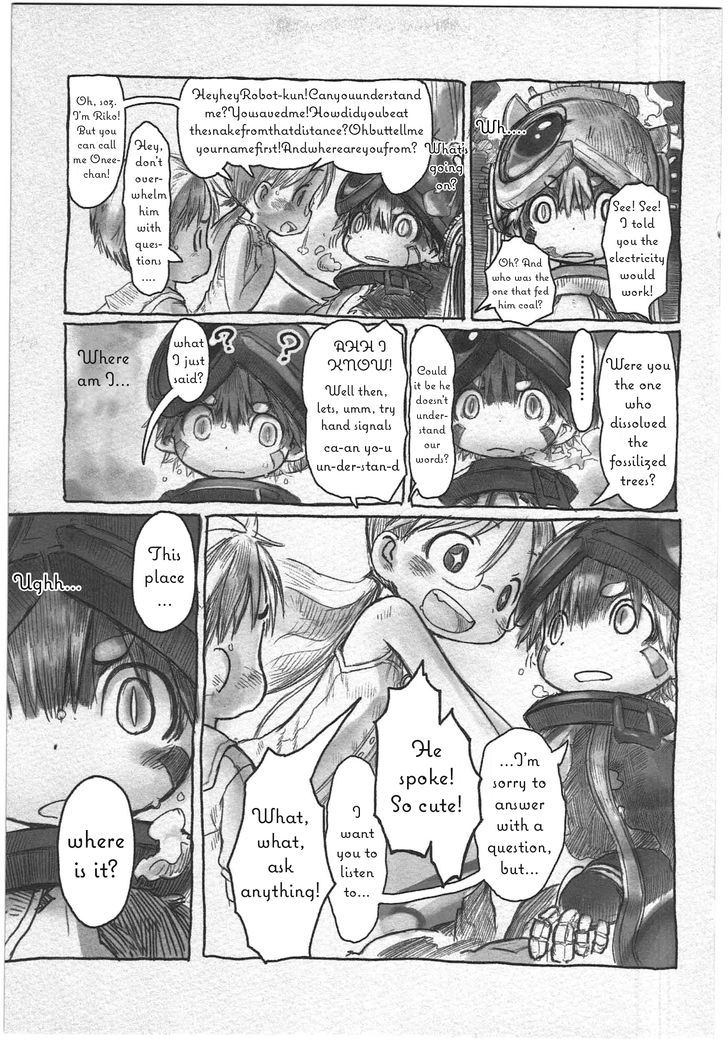 Wh....
See! See!
I told
you the
electricity
would
work!
Oh? And
who was the
one that fed
him coal?
HeyheyRobot-kun!Canyouunderstand
me?Yousavedme!Howdidyoubeat
thesnakefromthatdistance?Ohbuttellme
yournamefirst!Andwhereareyoufrom?
What's
going
on?
Oh, soz.
I'm Riko!
But you
can call
me Onee-
chan!
Hey,
don't
over-
whelm
him
with
ques-
tions
....
Were you
the one
who
dissolved
the
fossilized
trees?
........
Could
it be he
doesn't
under-
stand
our
words?
AHH I
KNOW!
Well then,
lets, umm, try
hand signals
ca-an yo-u
un-der-stan-d
?
?
what
I just
said?
Where
am I...
...I'm
sorry to
answer
with a
question,
but...
I
want
you to
listen
to...
He
spoke!
So cute!
What,
what,
ask
anything!
This
place
...
Ughh...
where
is it?